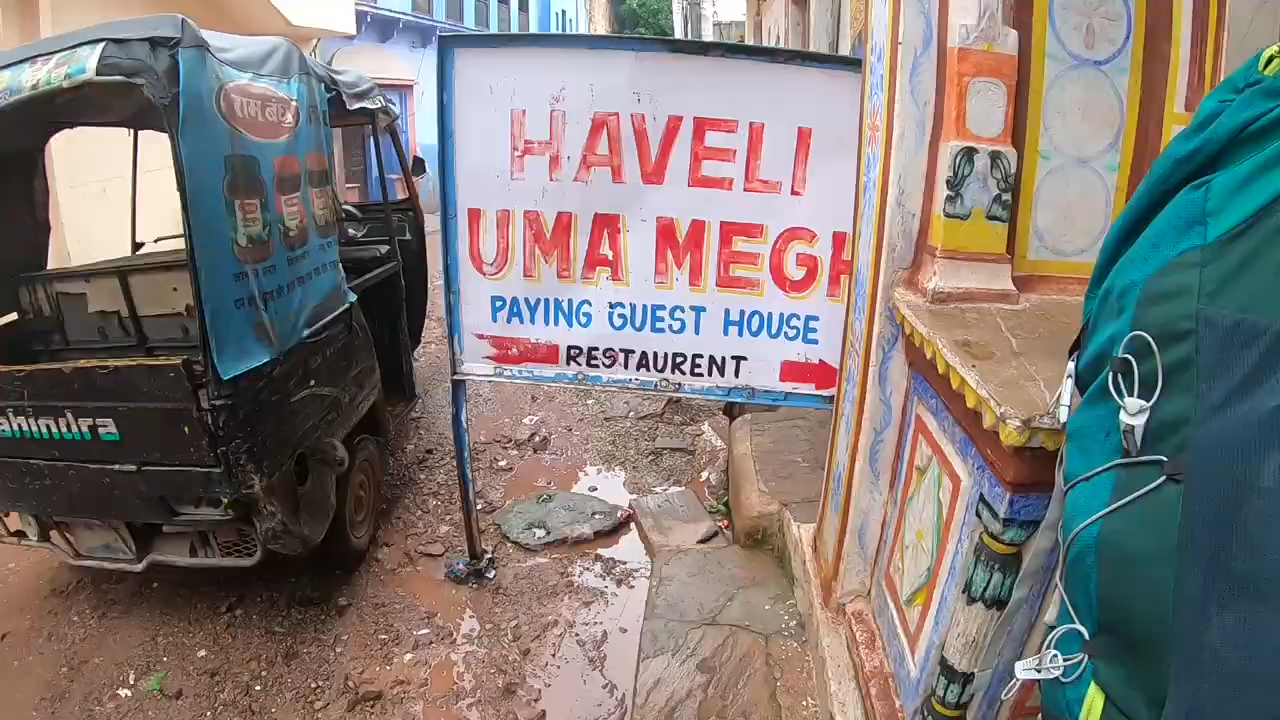 राम बंधु
ahindra
HAVELI
UMA MEGH
PAYING GUEST HOUSE
RESTAURENT